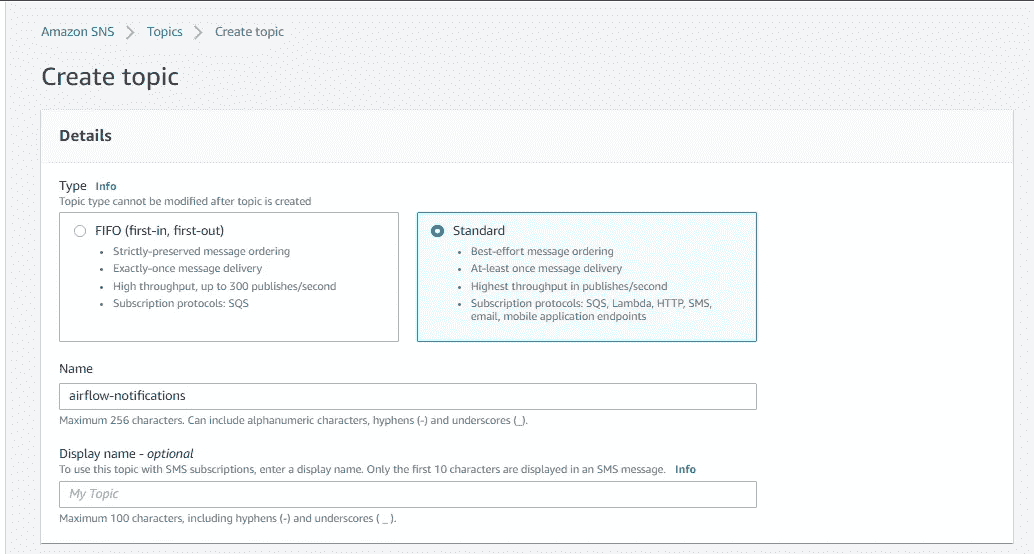 Amazon SNS > Topics > Create topic
Create topic
Details
Type Info
Topic type cannot be modified after topic is created
FIFO (first-in, first-out)
• Strictly-preserved message ordering
• Exactly-once message delivery
• High throughput, up to 300 publishes/second
• Subscription protocols: SQS
Standard
• Best-effort message ordering
• At-least once message delivery
• Highest throughput in publishes/second
• Subscription protocols: SQS, Lambda, HTTP, SMS,
email, mobile application endpoints
Name
airflow-notifications
Maximum 256 characters. Can include alphanumeric characters, hyphens (-) and underscores (_).
Display name - optional
To use this topic with SMS subscriptions, enter a display name. Only the first 10 characters are displayed in an SMS message. Info
My Topic
Maximum 100 characters, including hyphens (-) and underscores ( _ ).